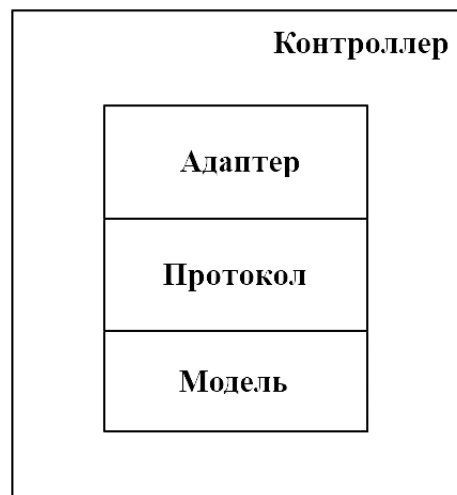 Контроллер
Адаптер
Протокол
Модель